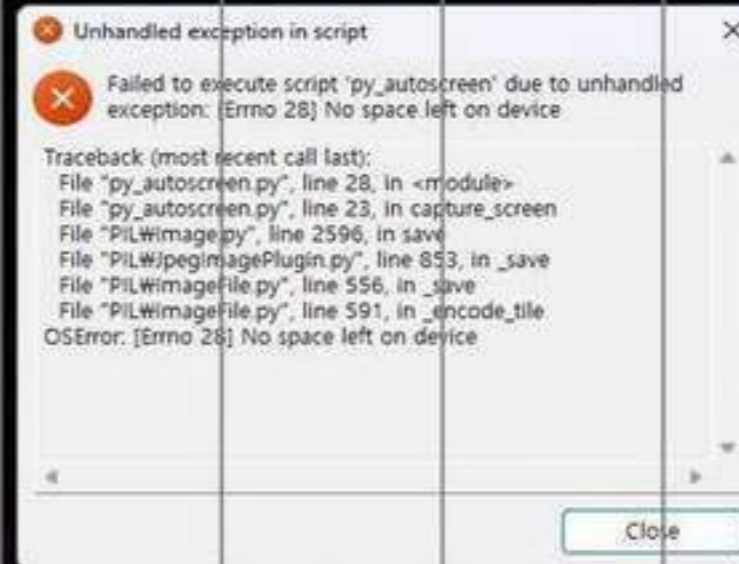 Unhandled exception in script
Failed to execute script 'py_autoscreen' due to unhandled
exception: [Errno 28] No space left on device
Traceback (most recent call last):
File "py_autoscreen.py", line 28, in <module>
File "py_autoscreen.py", line 23, in capture_screen
File "PIL₩Image.py", line 2596, in save
File "PIL₩JpegImagePlugin.py", line 853, in _save
File "PIL₩ImageFile.py", line 556, in _save
File "PIL₩ImageFile.py", line 591, in _encode_tile
OSError: [Errno 28] No space left on device
Close